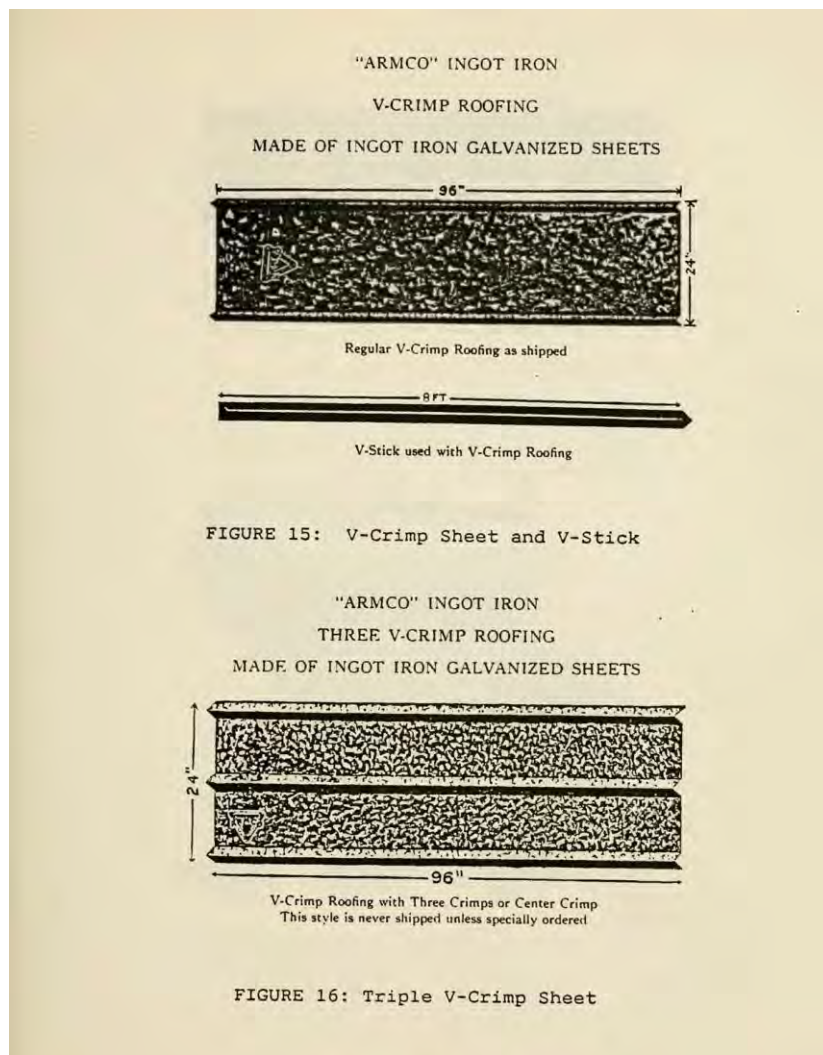 "ARMCO" INGOT IRON
V-CRIMP ROOFING
MADE OF INGOT IRON GALVANIZED SHEETS
96"
24"
Regular V-Crimp Roofing as shipped
8 FT
V-Stick used with V-Crimp Roofing
FIGURE 15: V-Crimp Sheet and V-Stick
"ARMCO" INGOT IRON
THREE V-CRIMP ROOFING
MADE OF INGOT IRON GALVANIZED SHEETS
24"
96"
V-Crimp Roofing with Three Crimps or Center Crimp
This style is never shipped unless specially ordered
FIGURE 16: Triple V-Crimp Sheet